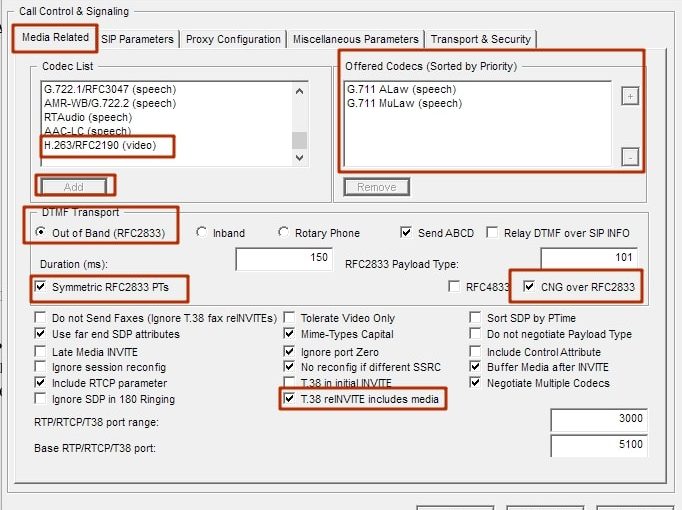 Call Control & Signaling
Media Related SIP Parameters Proxy Configuration Miscellaneous Parameters Transport & Security
Codec List
G.722.1/RFC3047 (speech)
AMR-WB/G.722.2 (speech)
RTAudio (speech)
AAC-LC (speech)
H.263/RFC2190 (video)
Add
Offered Codecs (Sorted by Priority)
G.711 ALaw (speech)
G.711 MuLaw (speech)
+
-
Remove
DTMF Transport
Out of Band (RFC2833) Inband Rotary Phone Send ABCD Relay DTMF over SIP INFO
Duration (ms): 150 RFC2833 Payload Type: 101
Symmetric RFC2833 PTs RFC4833 CNG over RFC2833
Do not Send Faxes (Ignore T.38 fax reINVITEs) Tolerate Video Only Sort SDP by PTime
Use far end SDP attributes Mime-Types Capital Do not negotiate Payload Type
Late Media INVITE Ignore port Zero Include Control Attribute
Ignore session reconfig No reconfig if different SSRC Buffer Media after INVITE
Include RTCP parameter T.38 in initial INVITE Negotiate Multiple Codecs
Ignore SDP in 180 Ringing T.38 reINVITE includes media
RTP/RTCP/T38 port range: 3000
Base RTP/RTCP/T38 port: 5100